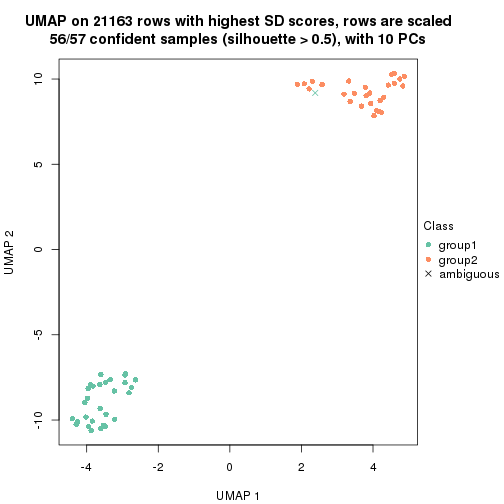 UMAP on 21163 rows with highest SD scores, rows are scaled
56/57 confident samples (silhouette > 0.5), with 10 PCs
10
5
0
-5
-10
UMAP 2
-4
-2
0
2
4
UMAP 1
Class
group1
group2
ambiguous